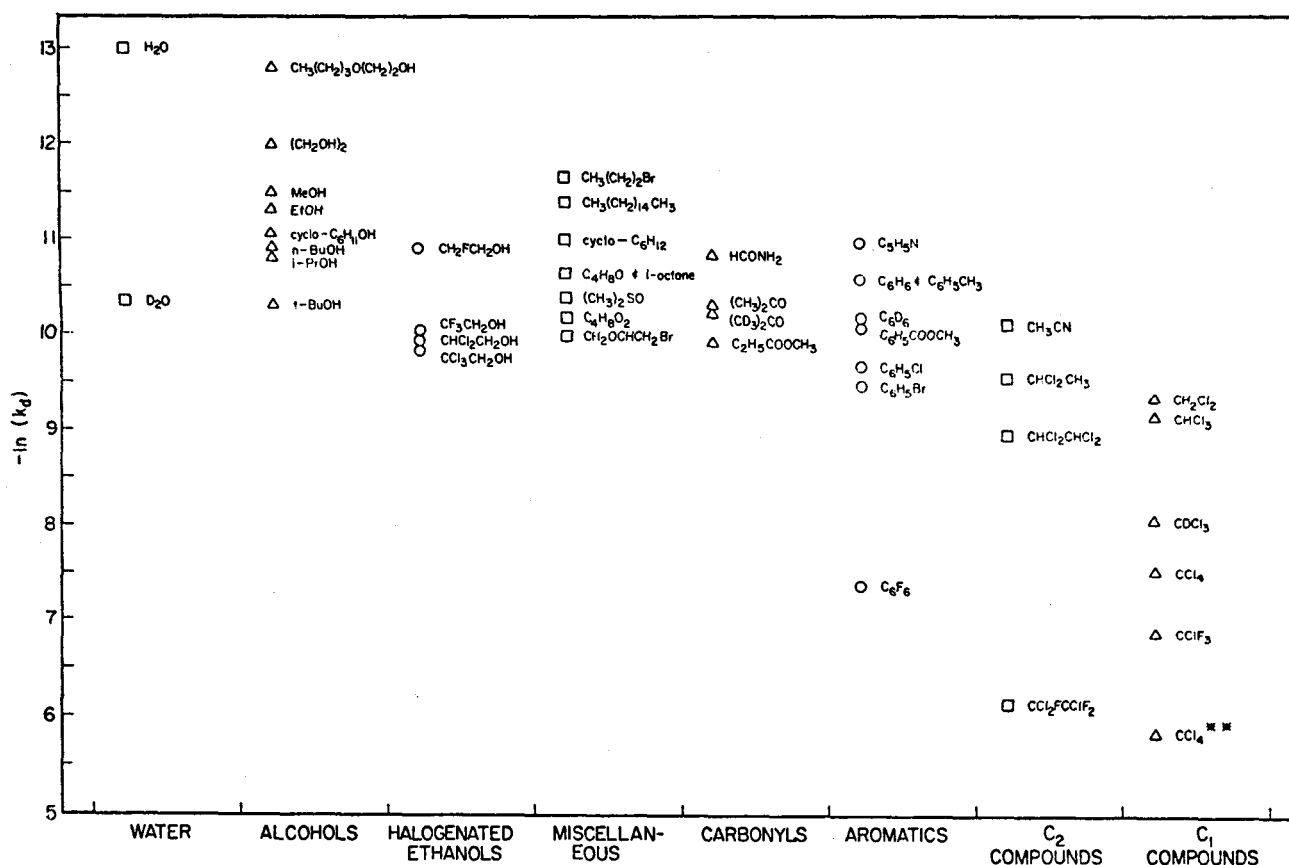 -ln (k_d)
13
12
11
10
9
8
7
6
5
H₂O
D₂O
CH₃(CH₂)₃O(CH₂)₂OH
(CH₂OH)₂
MeOH
EtOH
cyclo-C₆H₁₁OH
n-BuOH
i-PrOH
t-BuOH
CH₂FCH₂OH
CF₃CH₂OH
CHCl₂CH₂OH
CCl₃CH₂OH
CH₃(CH₂)₂Br
CH₃(CH₂)₁₄CH₃
cyclo-C₆H₁₂
C₄H₈O & i-octane
(CH₃)₂SO
C₄H₈O₂
CH₂OCHCH₂Br
HCONH₂
(CH₃)₂CO
(CD₃)₂CO
C₂H₅COOCH₃
C₅H₅N
C₆H₆ & C₆H₅CH₃
C₆D₆
C₆H₅COOCH₃
C₆H₅Cl
C₆H₅Br
C₆F₆
CH₃CN
CHCl₂CH₃
CHCl₂CHCl₂
CCl₂FCClF₂
CH₂Cl₂
CHCl₃
CDCl₃
CCl₄
CClF₃
CCl₄**
WATER
ALCOHOLS
HALOGENATED
ETHANOLS
MISCELLAN-
EOUS
CARBONYLS
AROMATICS
C₂
COMPOUNDS
C₁
COMPOUNDS